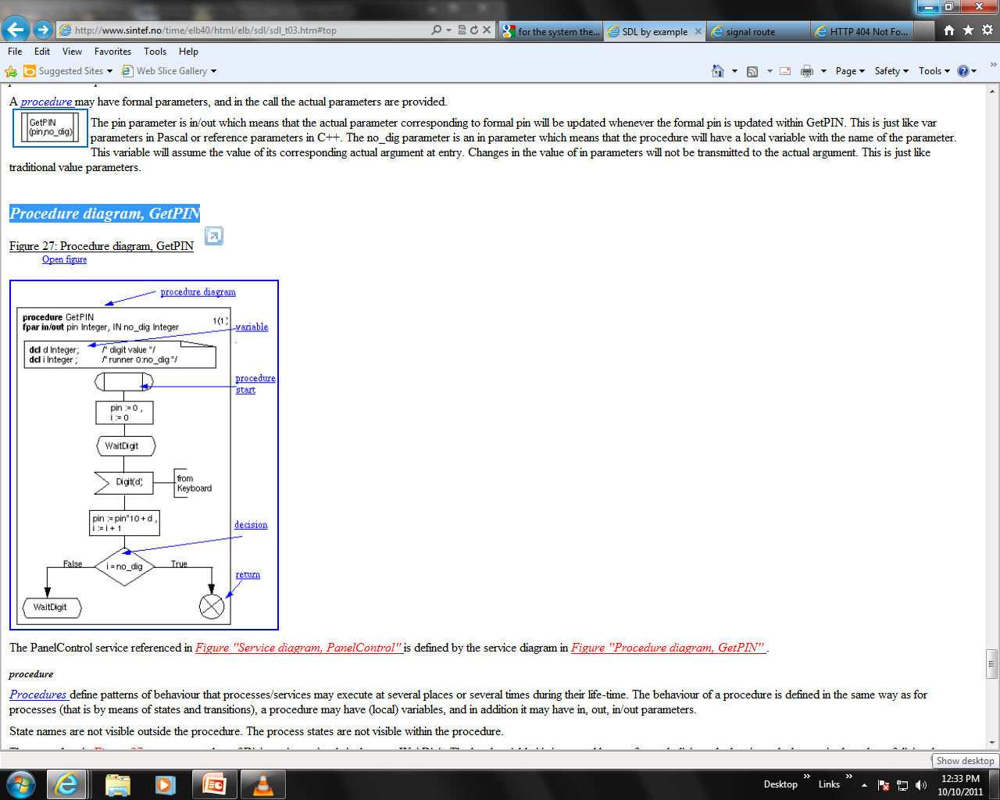 http://www.sintef.no/time/elb40/html/elb/sdl/sdl_t03.htm#top
for the system the...
SDL by example
signal route
HTTP 404 Not Fo...
File Edit View Favorites Tools Help
Suggested Sites
Web Slice Gallery
Page
Safety
Tools
A procedure may have formal parameters, and in the call the actual parameters are provided.
GetPIN
(pin,no_dig)
The pin parameter is in/out which means that the actual parameter corresponding to formal pin will be updated whenever the formal pin is updated within GetPIN. This is just like var
parameters in Pascal or reference parameters in C++. The no_dig parameter is an in parameter which means that the procedure will have a local variable with the name of the parameter.
This variable will assume the value of its corresponding actual argument at entry. Changes in the value of in parameters will not be transmitted to the actual argument. This is just like
traditional value parameters.
Procedure diagram, GetPIN
Figure 27: Procedure diagram, GetPIN
Open figure
procedure diagram
procedure GetPIN
fpar in/out pin Integer, IN no_dig Integer
1(1)
variable
dcl d Integer; /* digit value */
dcl i Integer ; /* runner 0:no_dig */
procedure
start
pin := 0 ,
i := 0
WaitDigit
Digit(d)
from
Keyboard
pin := pin*10 + d ,
i := i + 1
decision
i = no_dig
False
True
return
WaitDigit
The PanelControl service referenced in Figure "Service diagram, PanelControl" is defined by the service diagram in Figure "Procedure diagram, GetPIN" .
procedure
Procedures define patterns of behaviour that processes/services may execute at several places or several times during their life-time. The behaviour of a procedure is defined in the same way as for
processes (that is by means of states and transitions), a procedure may have (local) variables, and in addition it may have in, out, in/out parameters.
State names are not visible outside the procedure. The process states are not visible within the procedure.
Show desktop
Desktop
Links
12:33 PM
10/10/2011